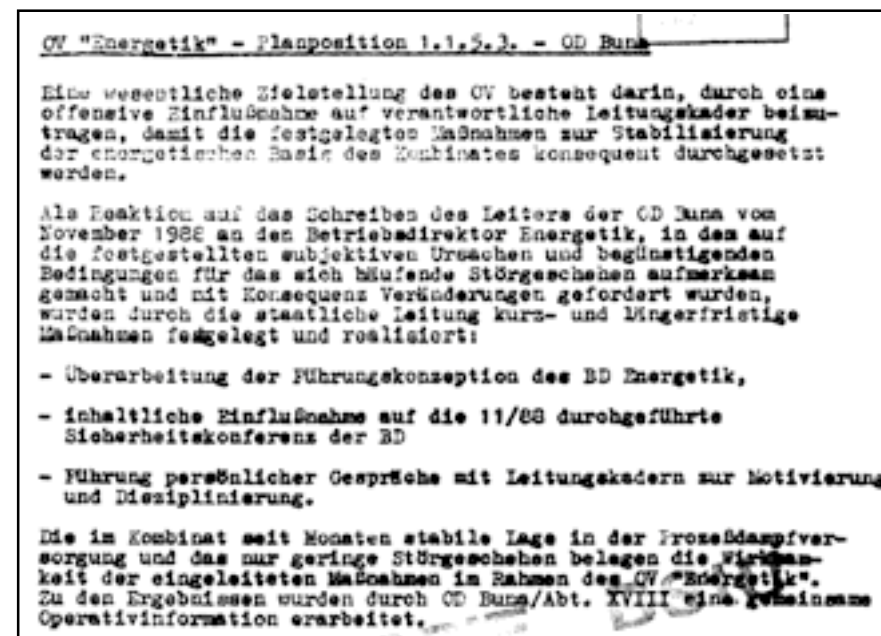 OV "Energetik" - Planposition 1.1.5.3. - OD Buna
Eine wesentliche Zielstellung des OV besteht darin, durch eine
offensive Einflußnahme auf verantwortliche Leitungskader beizu-
tragen, damit die festgelegten Maßnahmen zur Stabilisierung
der energetischen Basis des Kombinates konsequent durchgesetzt
werden.
Als Reaktion auf das Schreiben des Leiters der OD Buna vom
November 1988 an den Betriebsdirektor Energetik, in dem auf
die festgestellten subjektiven Ursachen und begünstigenden
Bedingungen für das sich häufende Störgeschehen aufmerksam
gemacht und mit Konsequenz Veränderungen gefordert wurden,
wurden durch die staatliche Leitung kurz- und längerfristige
Maßnahmen festgelegt und realisiert:
- Überarbeitung der Führungskonzeption des BD Energetik,
- inhaltliche Einflußnahme auf die 11/88 durchgeführte
Sicherheitskonferenz der BD
- Führung persönlicher Gespräche mit Leitungskadern zur Motivierung
und Disziplinierung.
Die im Kombinat seit Monaten stabile Lage in der Prozeßdampfver-
sorgung und das nur geringe Störgeschehen belegen die Wirksam-
keit der eingeleiteten Maßnahmen im Rahmen des OV "Energetik".
Zu den Ergebnissen wurden durch OD Buna/Abt. XVIII eine gemeinsame
Operativinformation erarbeitet.